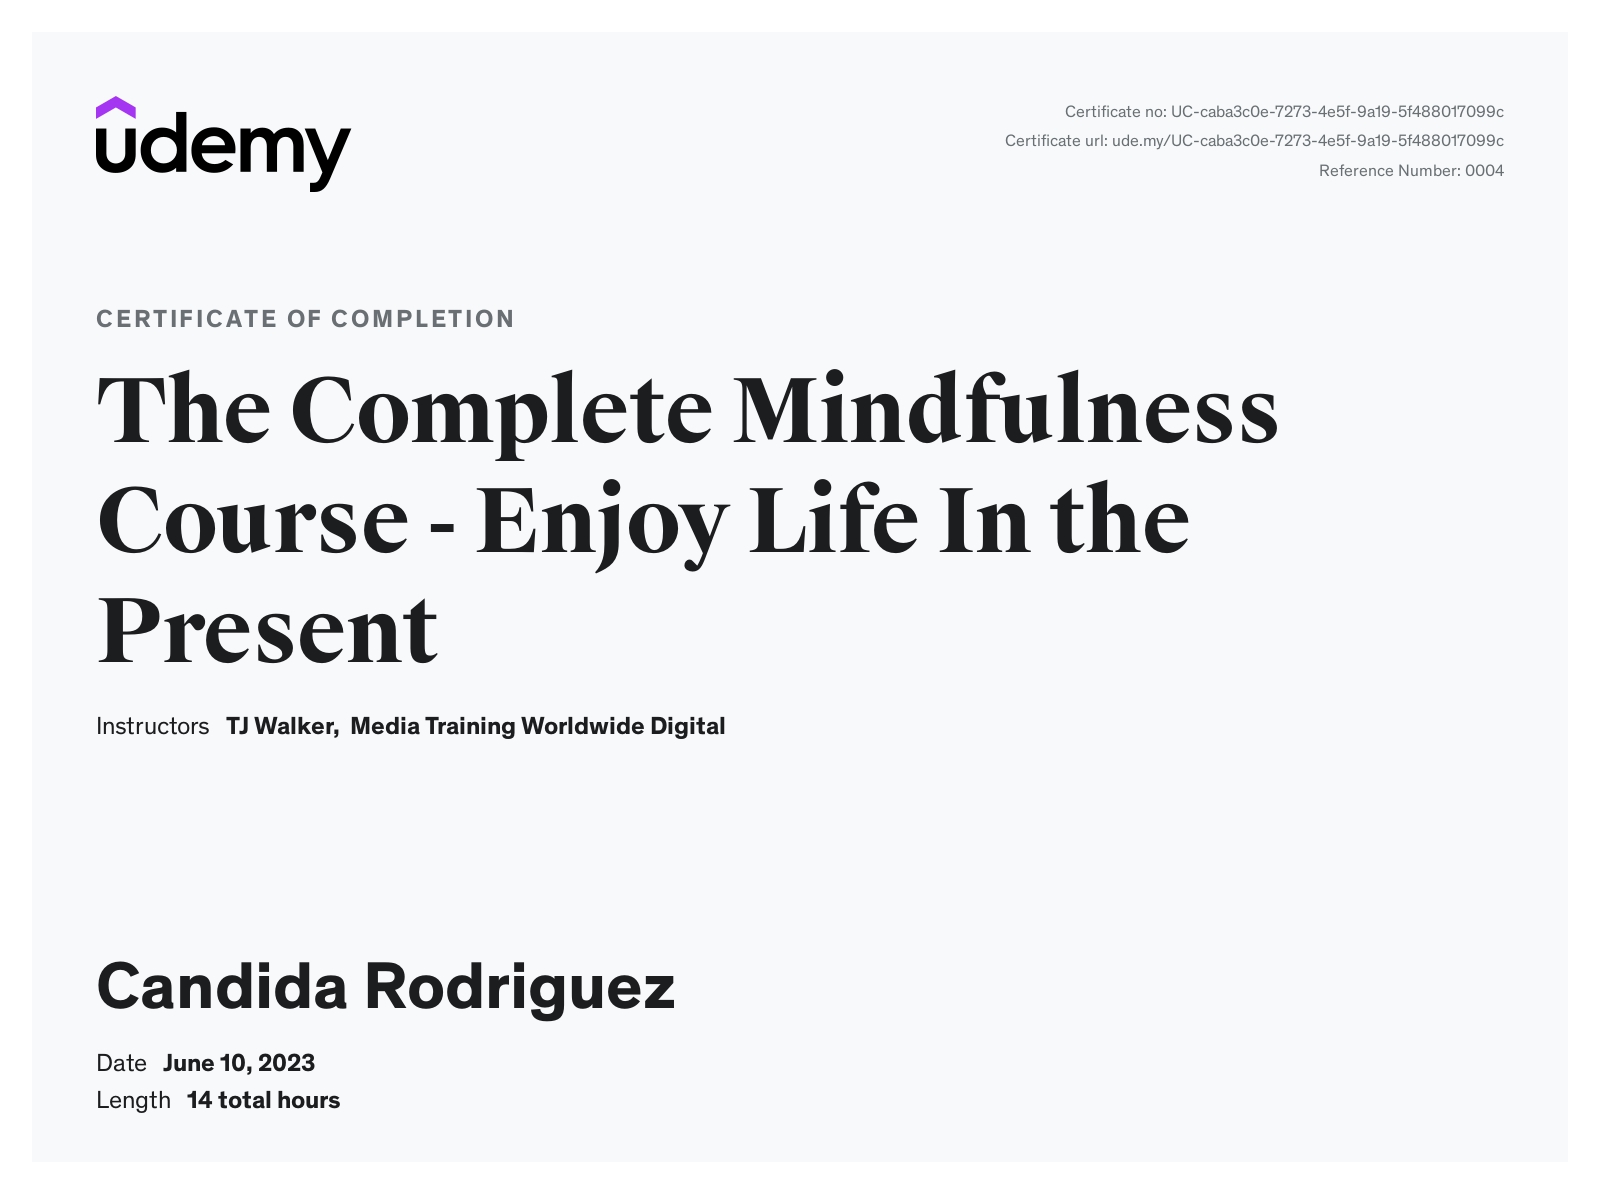 udemy
Certificate no: UC-caba3c0e-7273-4e5f-9a19-5f488017099c
Certificate url: ude.my/UC-caba3c0e-7273-4e5f-9a19-5f488017099c
Reference Number: 0004
CERTIFICATE OF COMPLETION
The Complete Mindfulness
Course - Enjoy Life In the
Present
Instructors TJ Walker, Media Training Worldwide Digital
Candida Rodriguez
Date June 10, 2023
Length 14 total hours